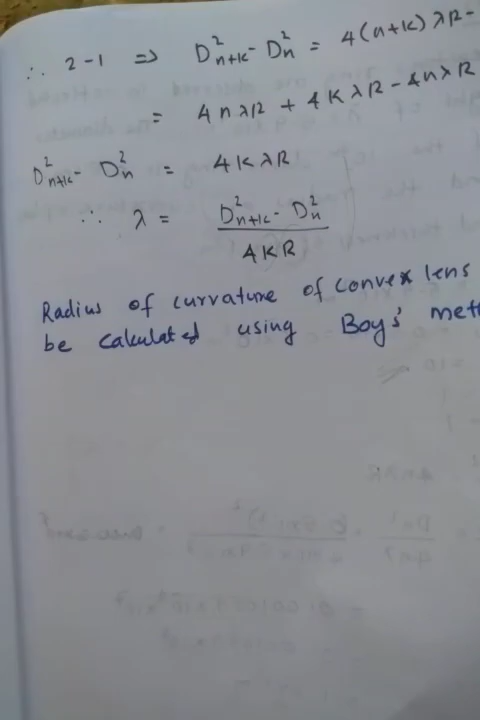 ∴ 2-1 ⇒ D²ₙ₊ₖ - D²ₙ = 4(n+k)λR-
= 4nλR + 4KλR - 4nλR
D²ₙ₊ₖ - D²ₙ = 4KλR
∴ λ = D²ₙ₊ₖ - D²ₙ
4KR
Radius of curvature of convex lens
be calculated using Boys'